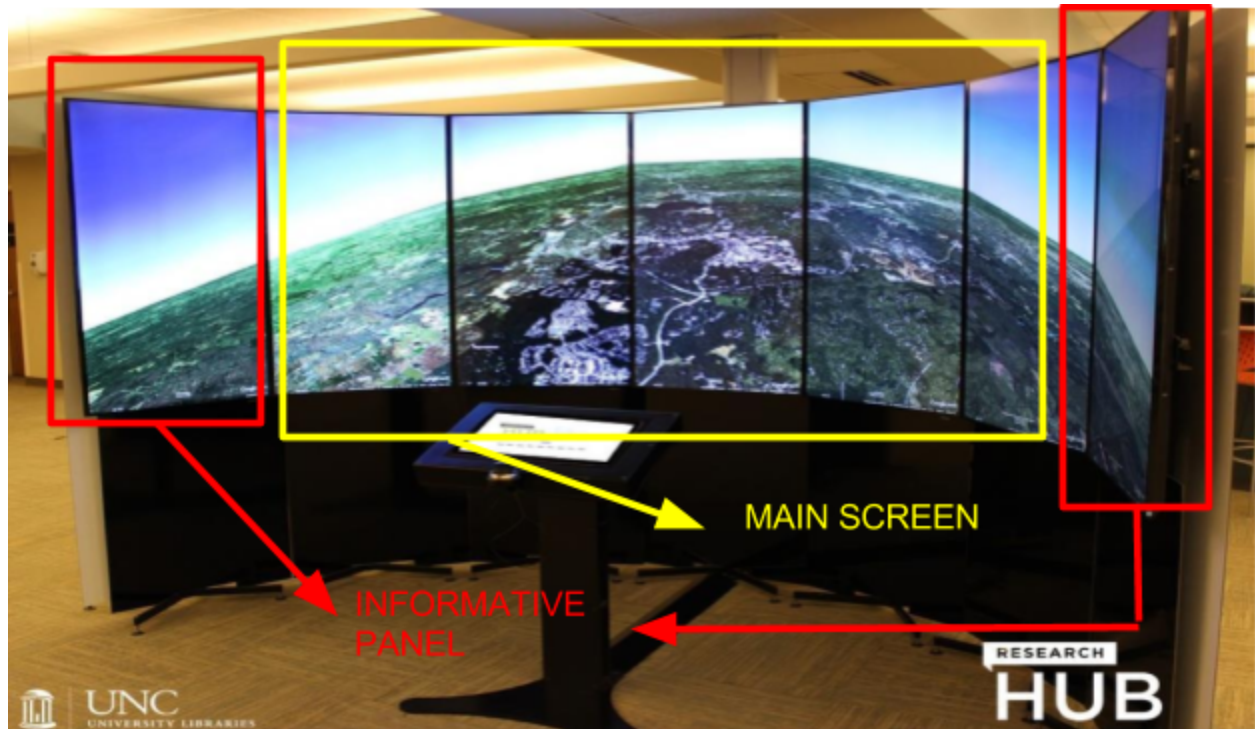 MAIN SCREEN
INFORMATIVE
PANEL
RESEARCH
HUB
UNC
UNIVERSITY LIBRARIES